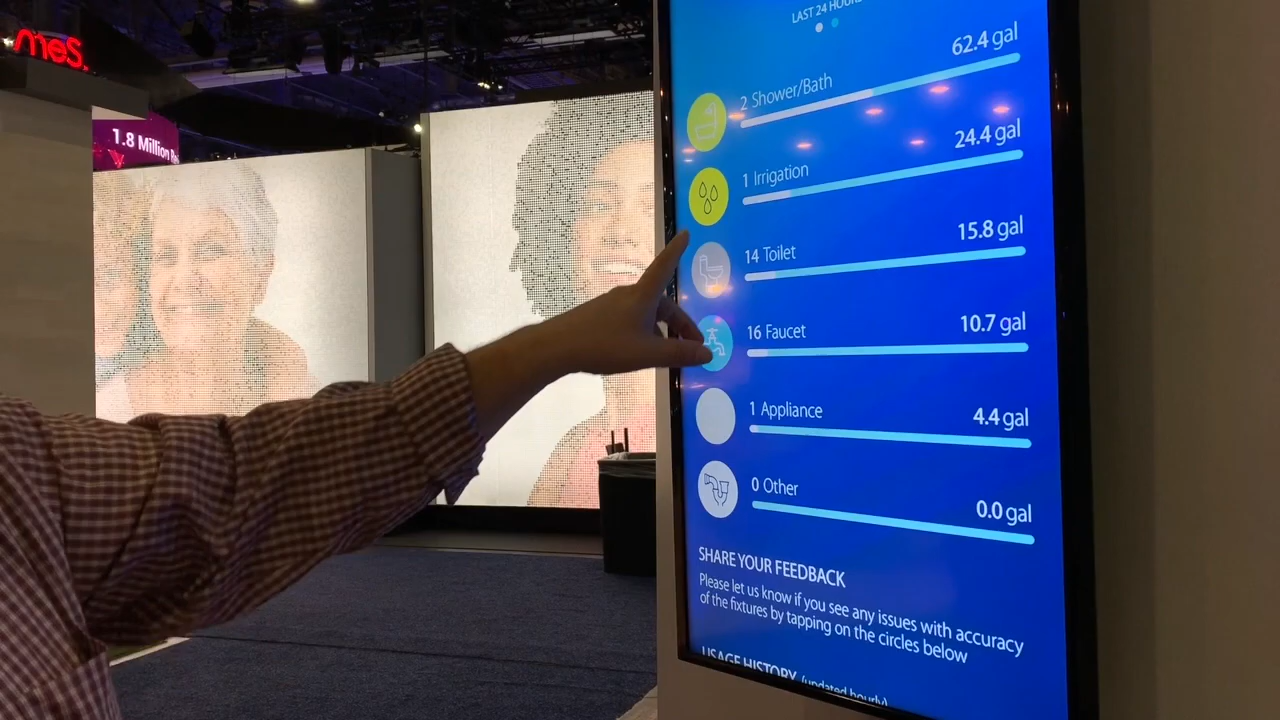 mes.
1.8 Million
LAST 24 HOURS
62.4 gal
2 Shower/Bath
24.4 gal
1 Irrigation
15.8 gal
14 Toilet
10.7 gal
16 Faucet
4.4 gal
1 Appliance
0.0 gal
0 Other
SHARE YOUR FEEDBACK
Please let us know if you see any issues with accuracy
of the fixtures by tapping on the circles below
USAGE HISTORY (updated hourly)